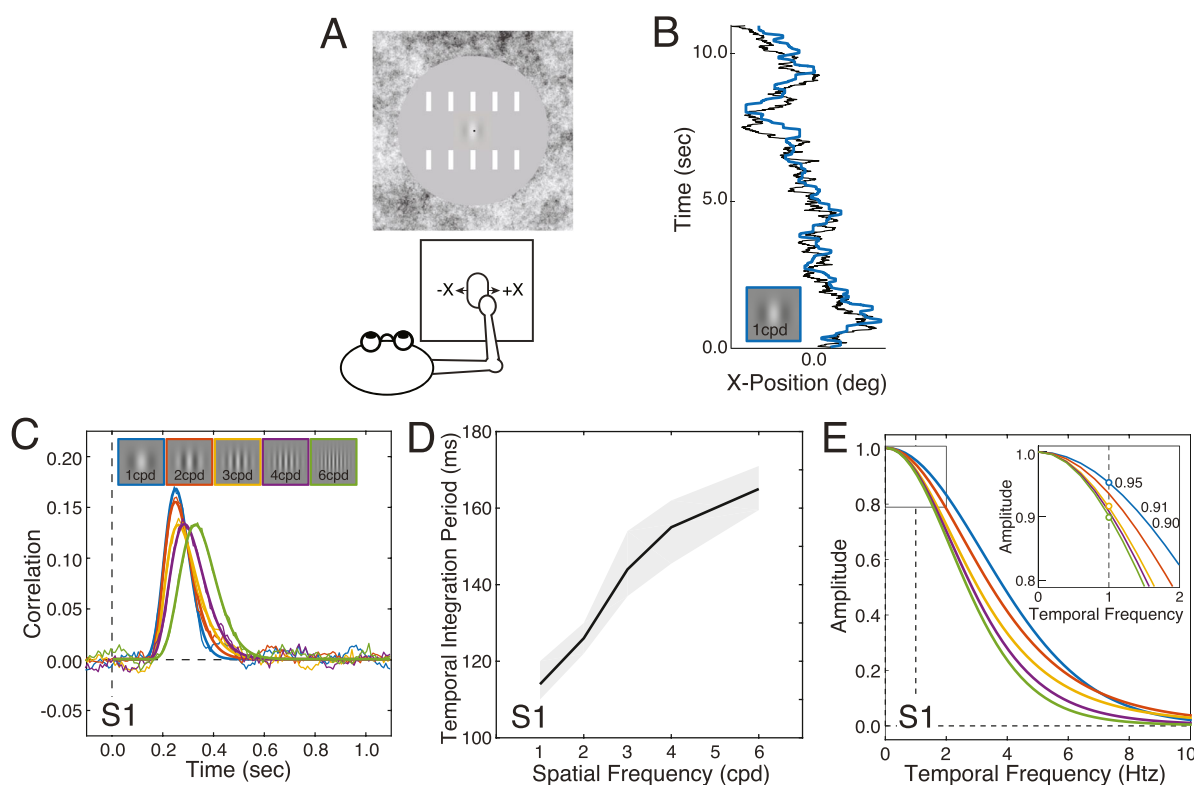 A
-X
+X
B
10.0
5.0
0.0
Time (sec)
1cpd
0.0
X-Position (deg)
C
0.20
0.15
0.10
0.05
0.00
-0.05
Correlation
1cpd
2cpd
3cpd
4cpd
6cpd
S1
0.0
0.2
0.4
0.6
0.8
1.0
Time (sec)
D
180
160
140
120
100
Temporal Integration Period (ms)
S1
1
2
3
4
5
6
Spatial Frequency (cpd)
E
1.0
0.8
0.6
0.4
0.2
0.0
Amplitude
S1
0
2
4
6
8
10
Temporal Frequency (Htz)
1.0
0.9
0.8
Amplitude
0.95
0.91
0.90
0
1
2
Temporal Frequency